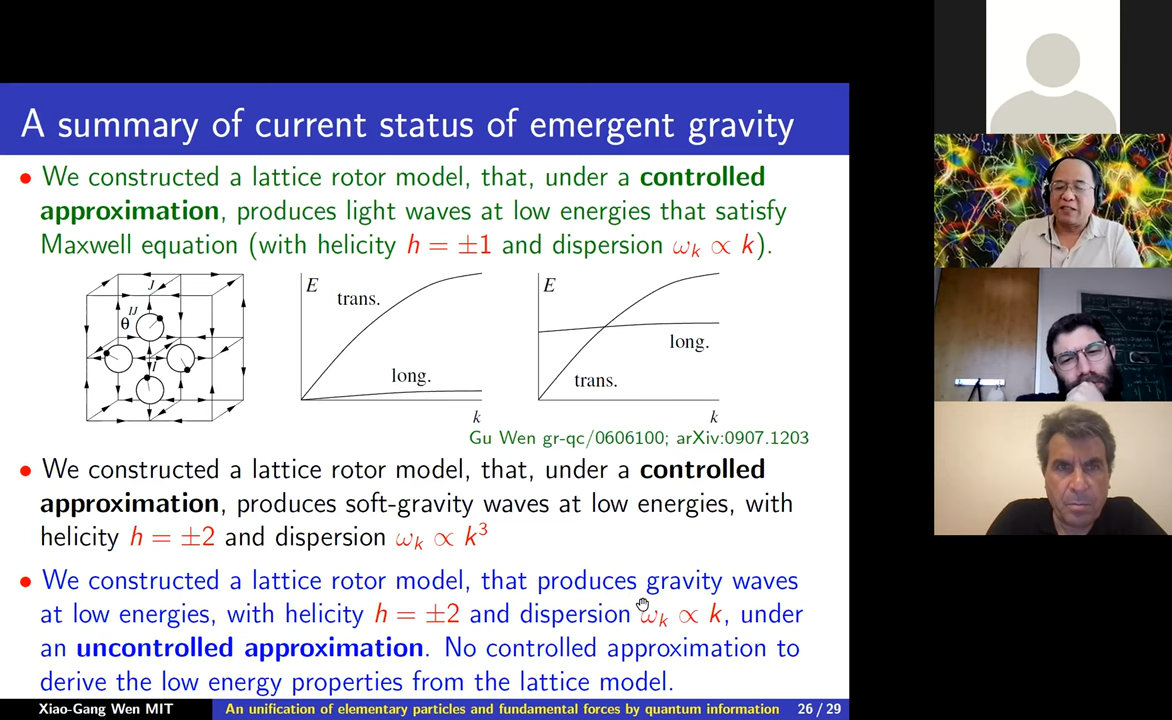 A summary of current status of emergent gravity
• We constructed a lattice rotor model, that, under a controlled
approximation, produces light waves at low energies that satisfy
Maxwell equation (with helicity h = ±1 and dispersion ωₖ ∝ k).
J
IJ
θ
I
E
trans.
long.
k
E
long.
trans.
k
Gu Wen gr-qc/0606100; arXiv:0907.1203
• We constructed a lattice rotor model, that, under a controlled
approximation, produces soft-gravity waves at low energies, with
helicity h = ±2 and dispersion ωₖ ∝ k³
• We constructed a lattice rotor model, that produces gravity waves
at low energies, with helicity h = ±2 and dispersion ωₖ ∝ k, under
an uncontrolled approximation. No controlled approximation to
derive the low energy properties from the lattice model.
Xiao-Gang Wen MIT An unification of elementary particles and fundamental forces by quantum information 26 / 29